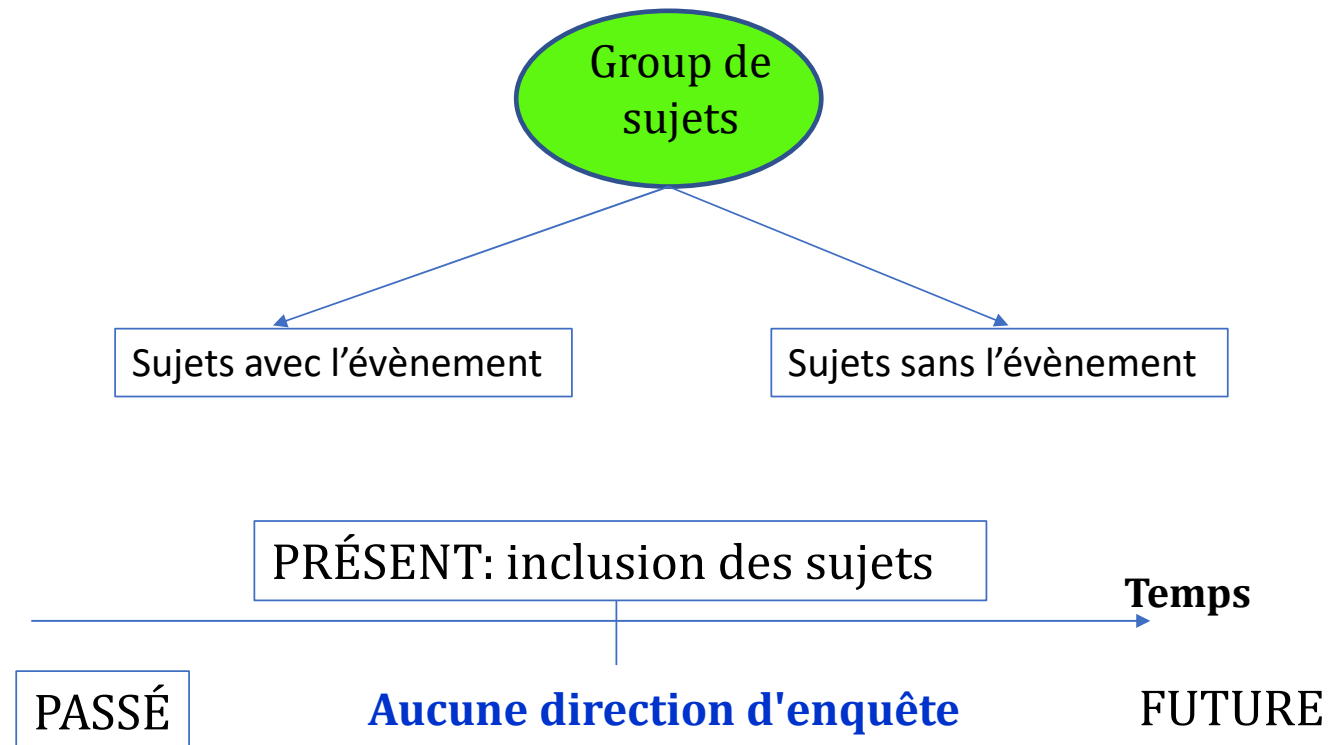 Group de
sujets
Sujets avec l’évènement
Sujets sans l’évènement
PRÉSENT: inclusion des sujets
Temps
PASSÉ
Aucune direction d'enquête
FUTURE